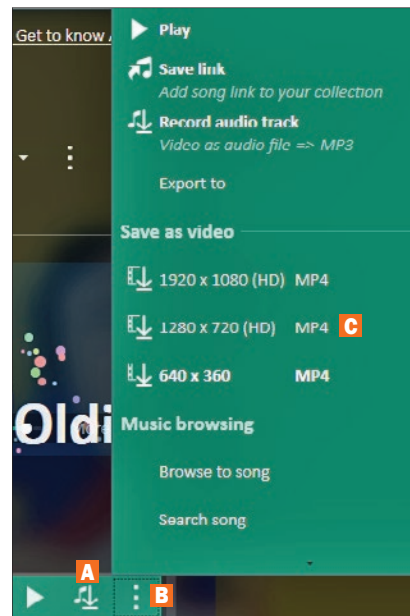 Get to know
Play
Save link
Add song link to your collection
Record audio track
Video as audio file => MP3
Export to
Save as video
1920 x 1080 (HD) MP4
1280 x 720 (HD) MP4 C
640 x 360 MP4
Oldi
Music browsing
Browse to song
Search song
A
B